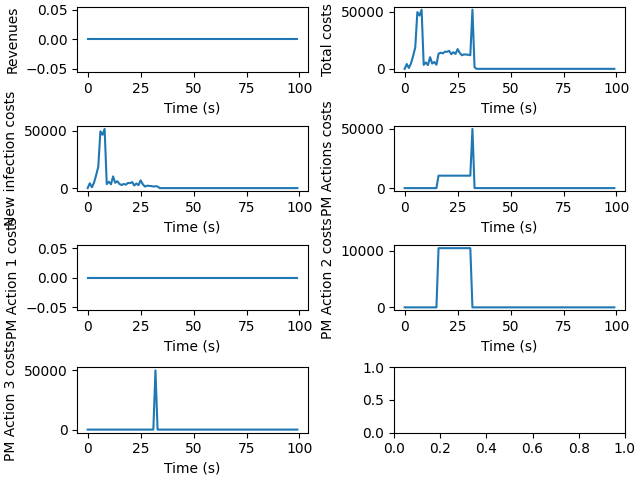 Revenues
0.05
0.00
−0.05
0 25 50 75 100
Time (s)
Total costs
50000
0
0 25 50 75 100
Time (s)
New infection costs
50000
0
0 25 50 75 100
Time (s)
PM Actions costs
50000
0
0 25 50 75 100
Time (s)
PM Action 1 costs
0.05
0.00
−0.05
0 25 50 75 100
Time (s)
PM Action 2 costs
10000
0
0 25 50 75 100
Time (s)
PM Action 3 costs
50000
0
0 25 50 75 100
Time (s)
1.0
0.5
0.0
0.0 0.2 0.4 0.6 0.8 1.0